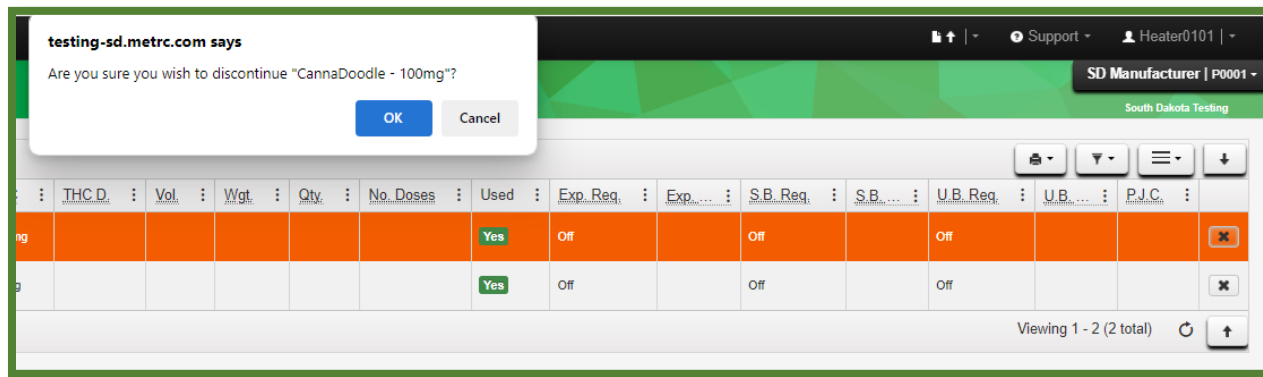 testing-sd.metrc.com says
Are you sure you wish to discontinue "CannaDoodle - 100mg"?
OK Cancel
Support Heater0101 |
SD Manufacturer | P0001
South Dakota Testing
THC D. Vol. Wgt. Qty. No. Doses Used Exp. Req. Exp. ... S.B. Req. S.B. ... U.B. Req. U.B. ... P.J.C.
mg Yes Off Off Off
g Yes Off Off Off
Viewing 1 - 2 (2 total)